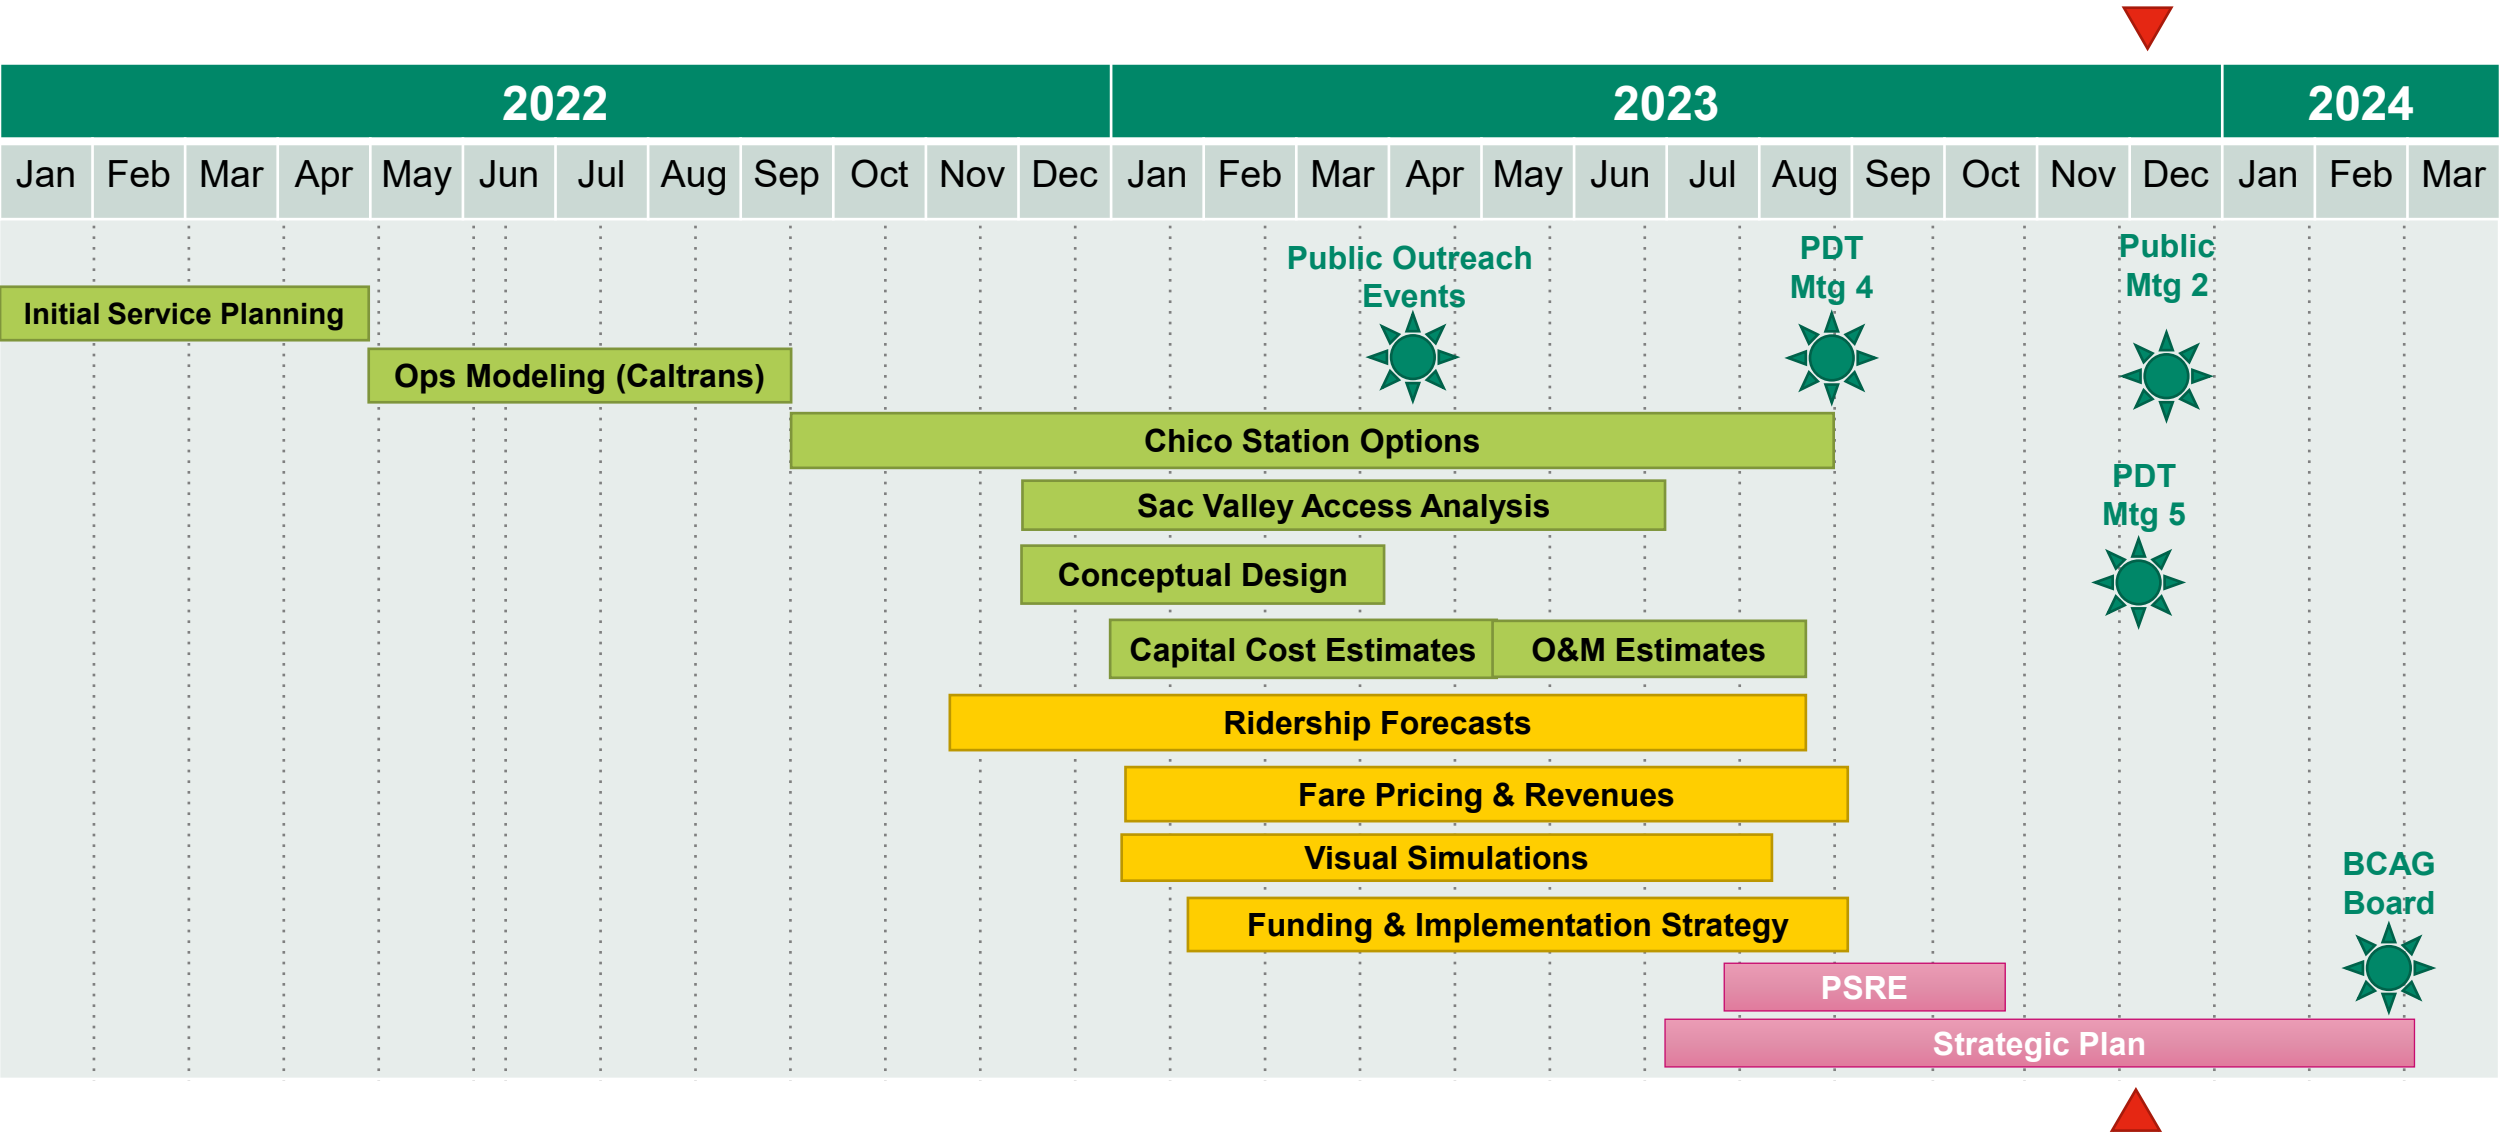 2022 2023 2024
Jan Feb Mar Apr May Jun Jul Aug Sep Oct Nov Dec Jan Feb Mar Apr May Jun Jul Aug Sep Oct Nov Dec Jan Feb Mar
Public Outreach
Events
PDT
Mtg 4
Public
Mtg 2
Initial Service Planning
Ops Modeling (Caltrans)
Chico Station Options
PDT
Mtg 5
Sac Valley Access Analysis
Conceptual Design
Capital Cost Estimates
O&M Estimates
Ridership Forecasts
Fare Pricing & Revenues
Visual Simulations
BCAG
Board
Funding & Implementation Strategy
PSRE
Strategic Plan